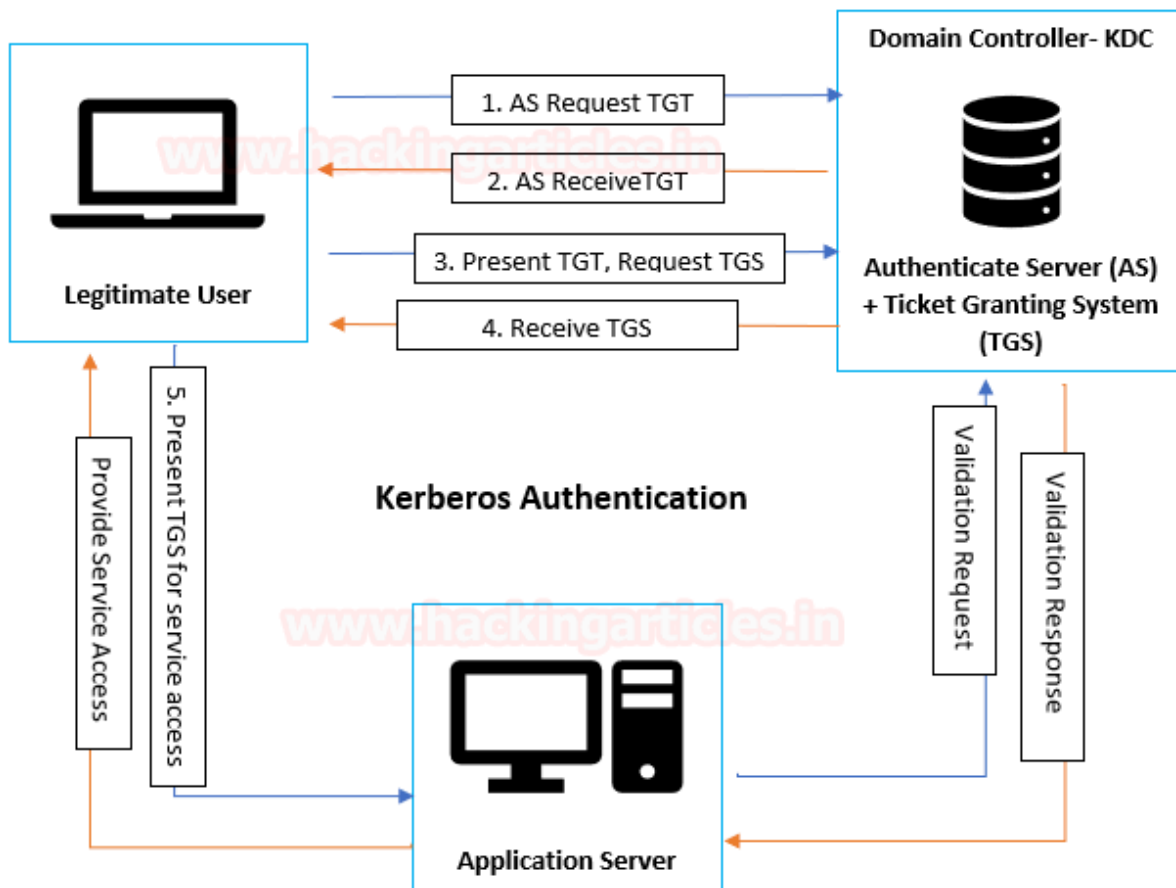 Domain Controller- KDC
1. AS Request TGT
www.hackingarticles.in
2. AS ReceiveTGT
3. Present TGT, Request TGS
4. Receive TGS
Legitimate User
Authenticate Server (AS)
+ Ticket Granting System
(TGS)
5. Present TGS for service access
Provide Service Access
Validation Request
Validation Response
Kerberos Authentication
www.hackingarticles.in
Application Server